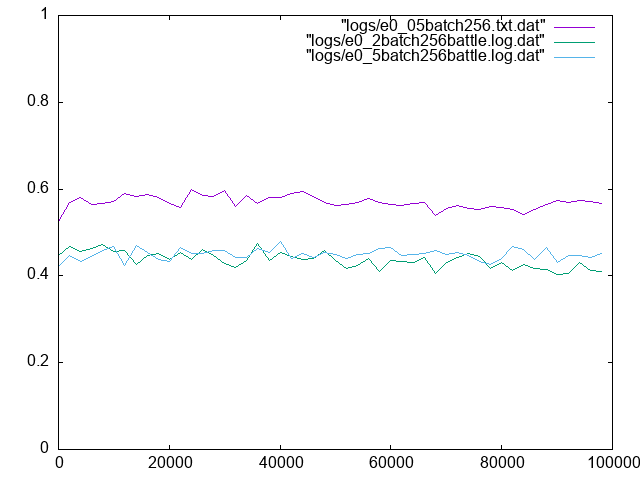 1
"logs/e0_05batch256.txt.dat"
"logs/e0_2batch256battle.log.dat"
"logs/e0_5batch256battle.log.dat"
0.8
0.6
0.4
0.2
0
0 20000 40000 60000 80000 100000